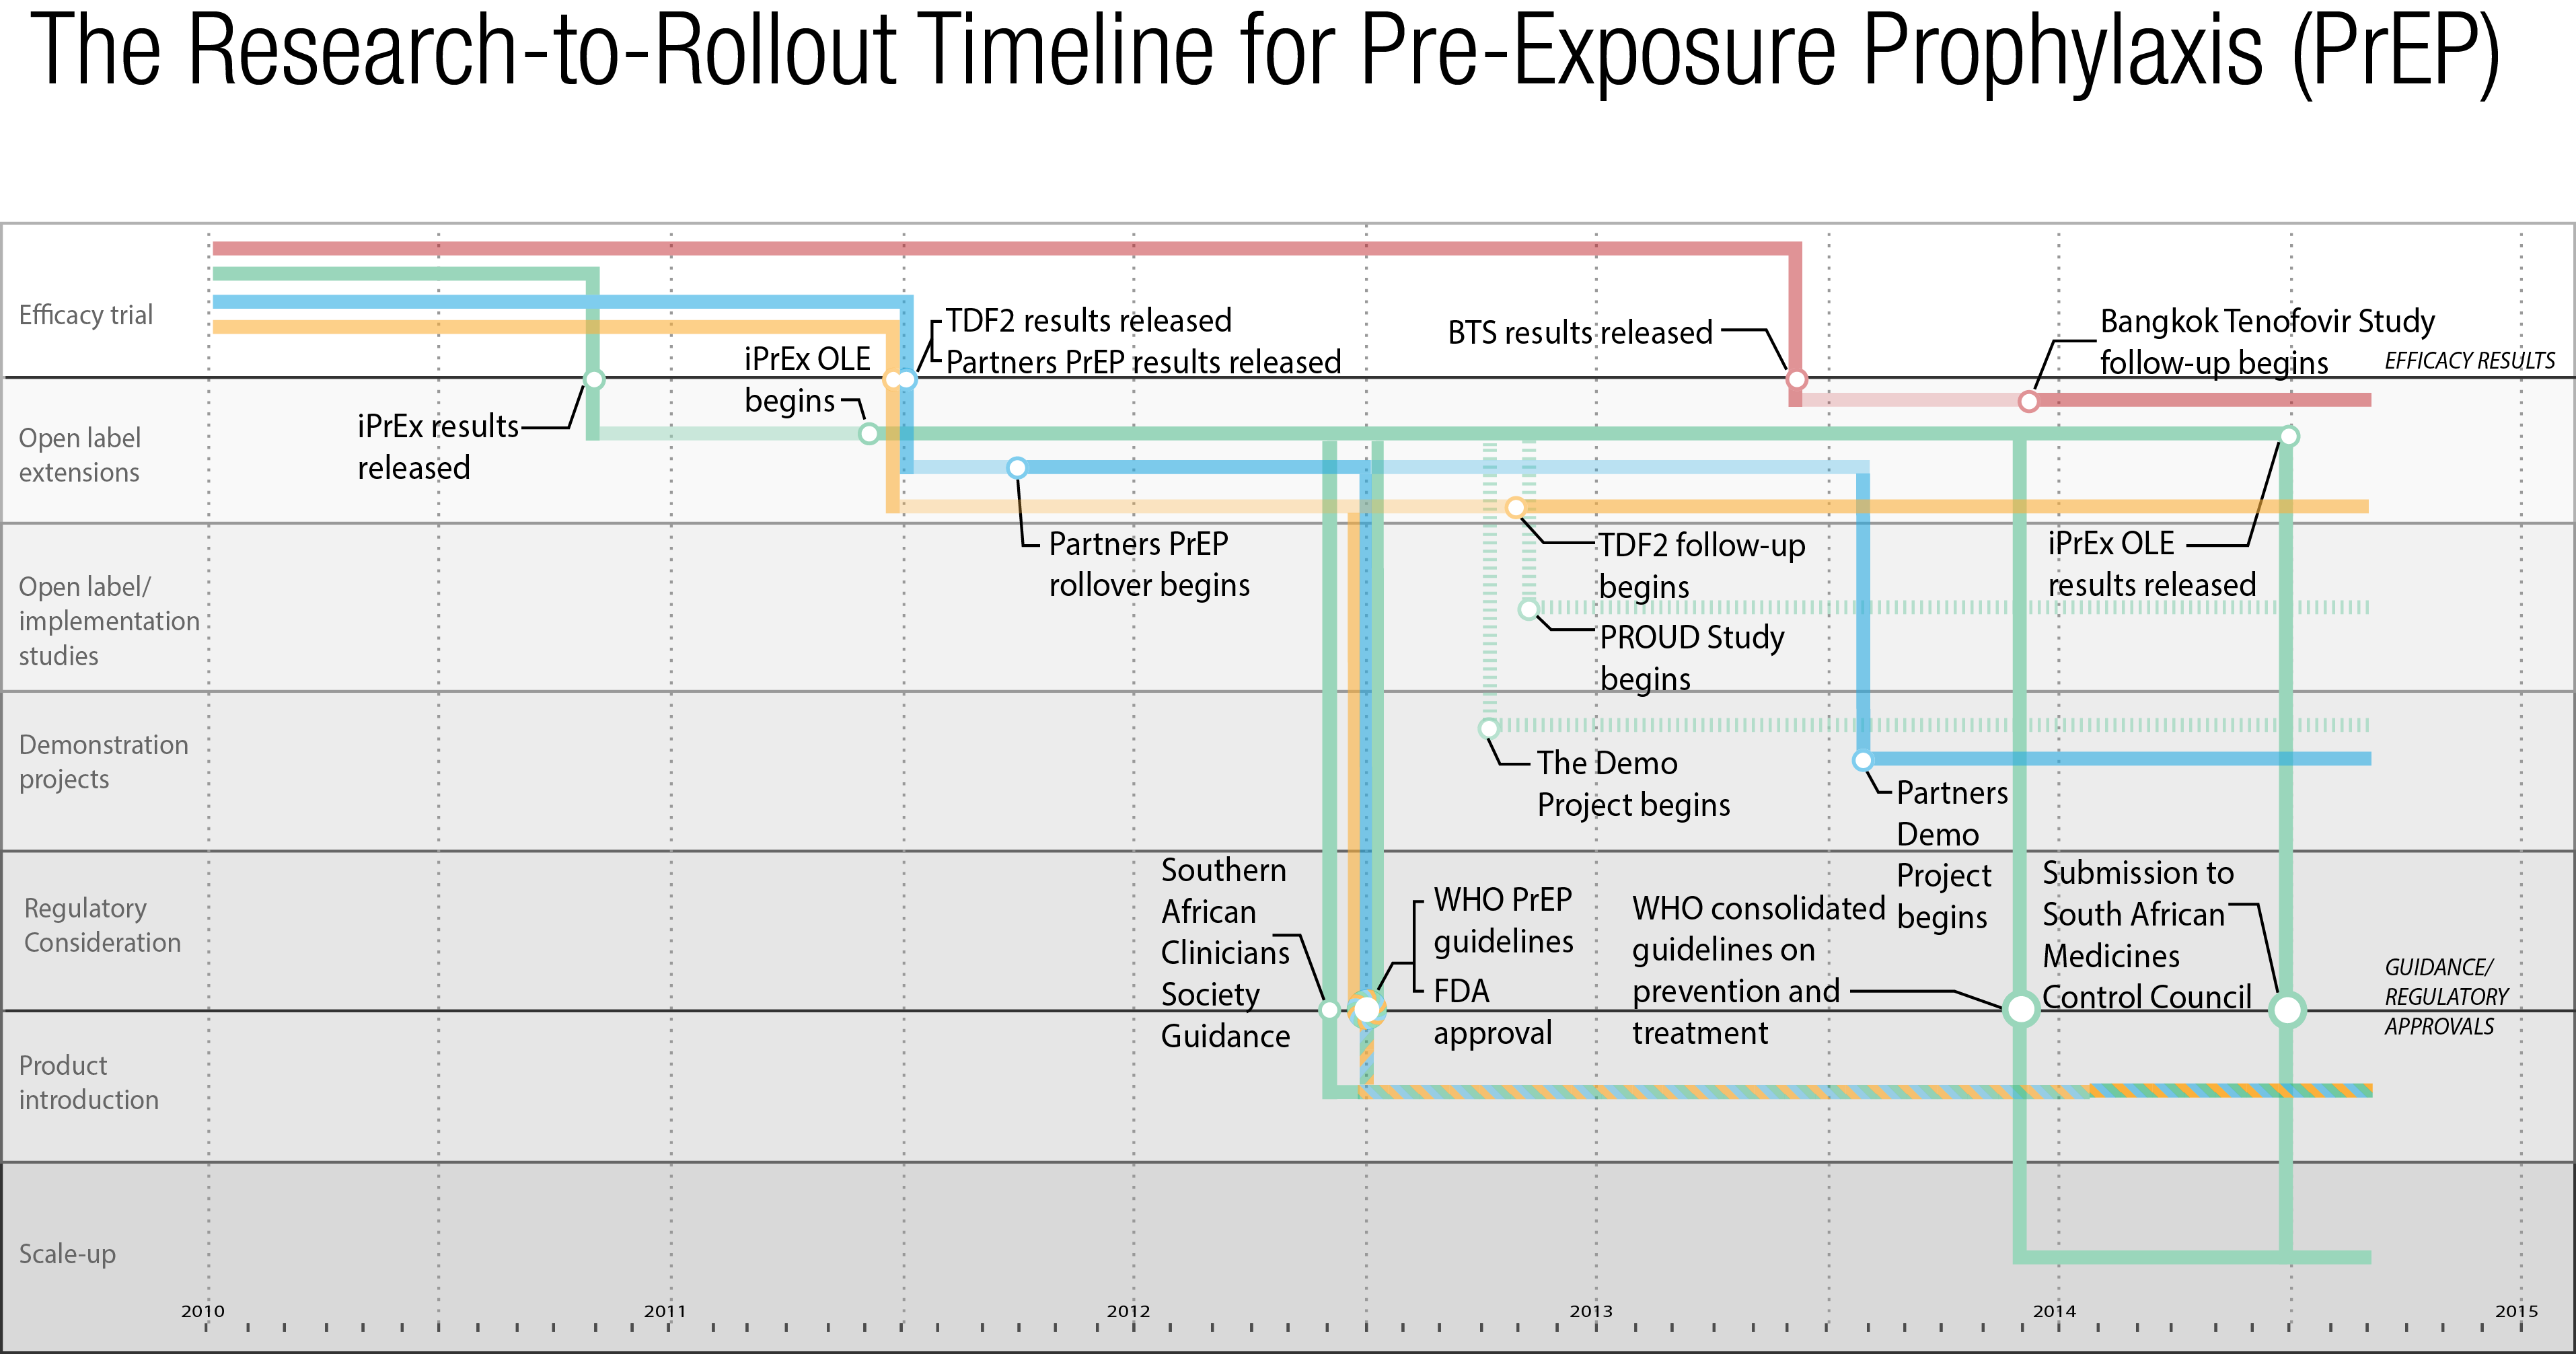 The Research-to-Rollout Timeline for Pre-Exposure Prophylaxis (PrEP)
Efficacy trial
TDF2 results released
Partners PrEP results released
BTS results released
Bangkok Tenofovir Study
follow-up begins
EFFICACY RESULTS
iPrEx OLE
begins
iPrEx results
released
Open label
extensions
Partners PrEP
rollover begins
TDF2 follow-up
begins
iPrEx OLE
results released
Open label/
implementation
studies
PROUD Study
begins
Demonstration
projects
The Demo
Project begins
Partners
Demo
Project
begins
Regulatory
Consideration
Southern
African
Clinicians
Society
Guidance
WHO PrEP
guidelines
FDA
approval
WHO consolidated
guidelines on
prevention and
treatment
Submission to
South African
Medicines
Control Council
GUIDANCE/
REGULATORY
APPROVALS
Product
introduction
Scale-up
2010 2011 2012 2013 2014 2015